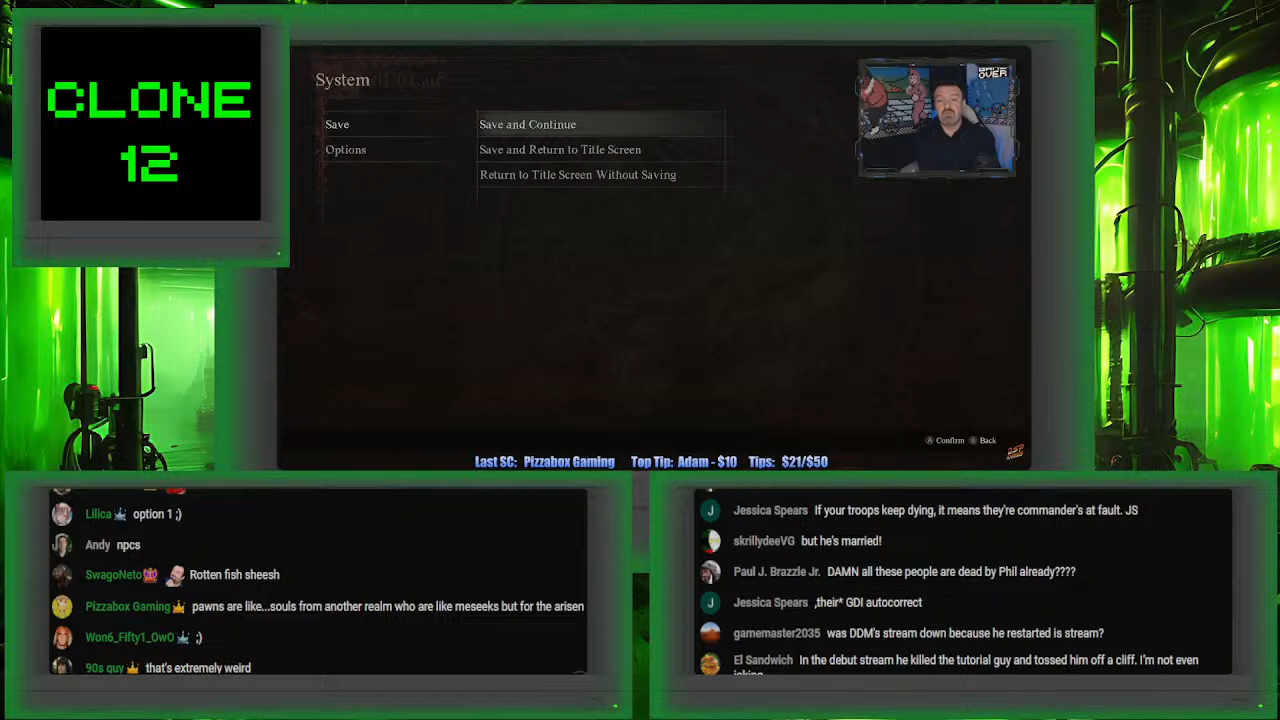 CLONE
12
System
Save
Options
Save and Continue
Save and Return to Title Screen
Return to Title Screen Without Saving
GAME
OVER
A Confirm B Back
Last SC: Pizzabox Gaming Top Tip: Adam - $10 Tips: $21/$50
Lilica option 1 ;)
Andy npcs
SwagoNeto Rotten fish sheesh
Pizzabox Gaming pawns are like...souls from another realm who are like meseeks but for the arisen
Won6_Fifty1_OwO ;)
90s guy that's extremely weird
J Jessica Spears If your troops keep dying, it means they're commander's at fault. JS
skrillydeeVG but he's married!
Paul J. Brazzle Jr. DAMN all these people are dead by Phil already????
J Jessica Spears ,their* GDI autocorrect
gamemaster2035 was DDM's stream down because he restarted is stream?
El Sandwich In the debut stream he killed the tutorial guy and tossed him off a cliff. I'm not even
joking